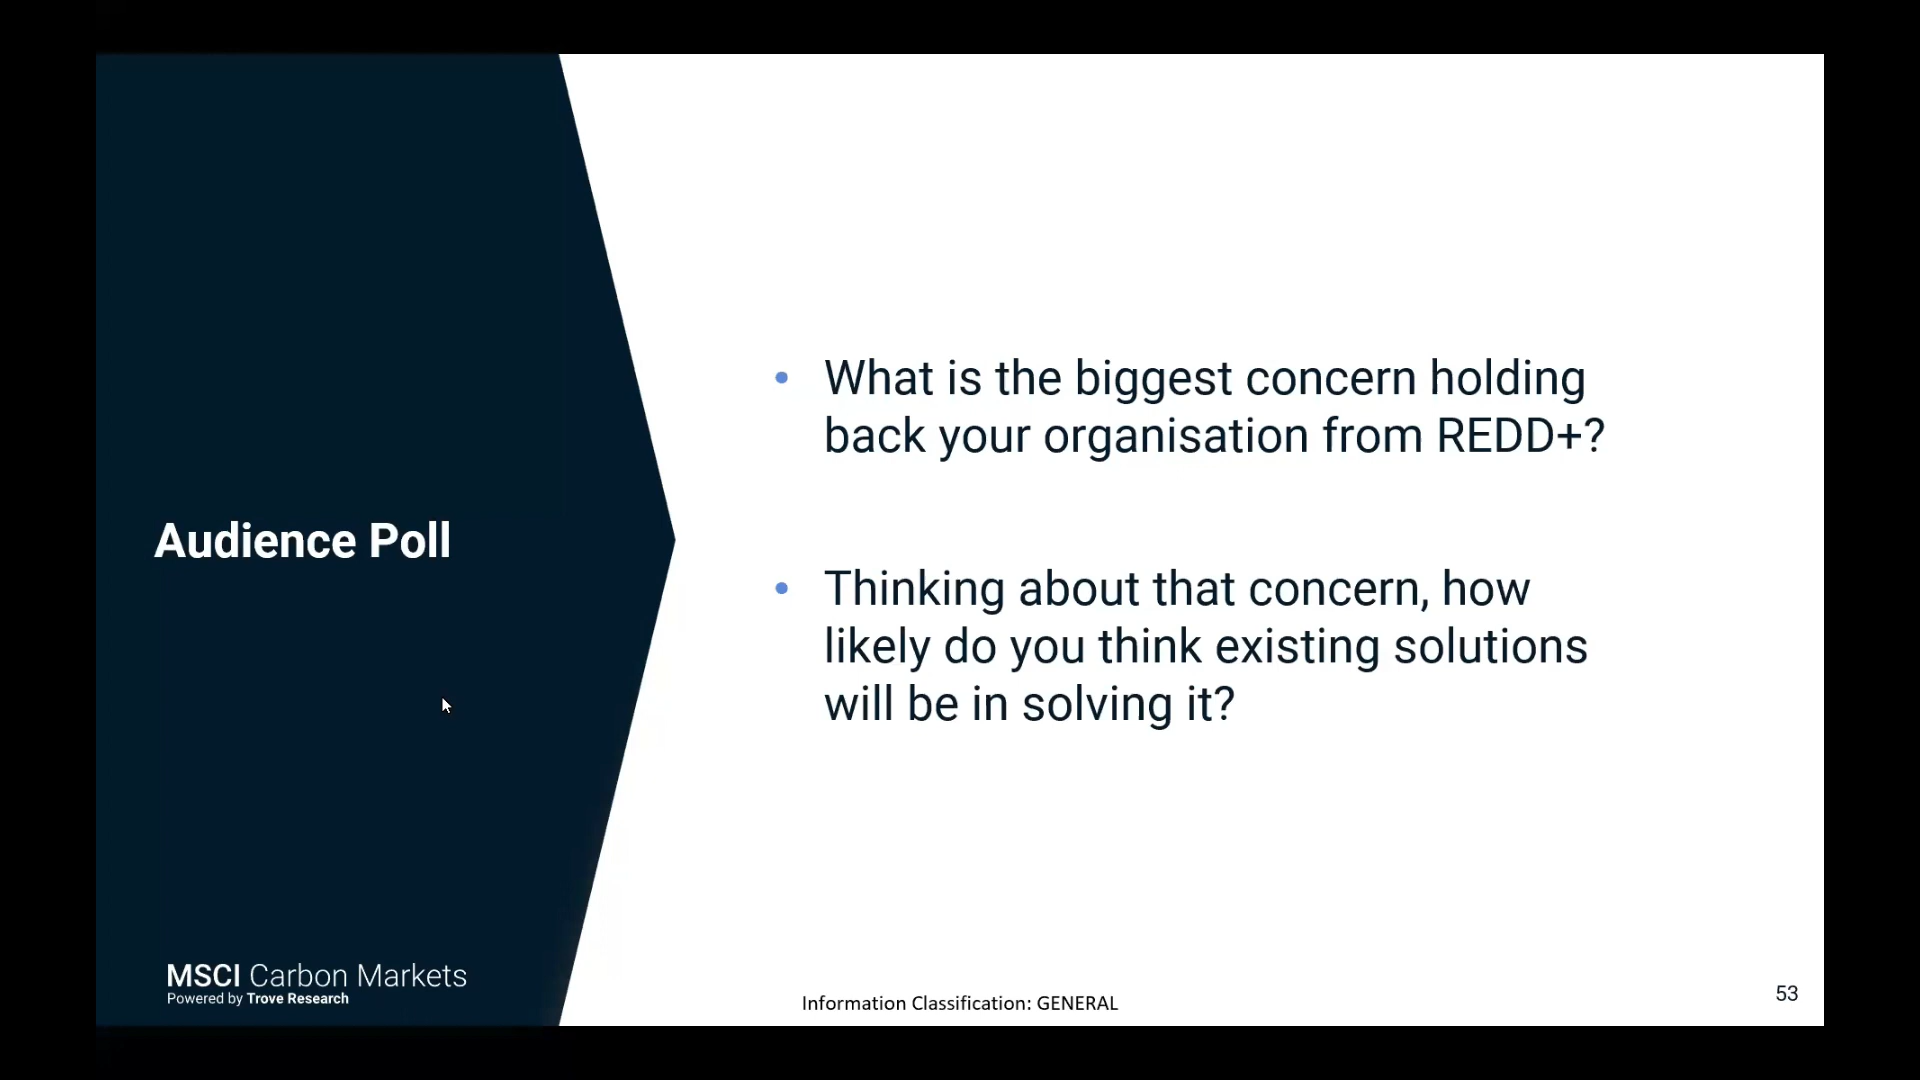 Audience Poll
• What is the biggest concern holding
back your organisation from REDD+?
• Thinking about that concern, how
likely do you think existing solutions
will be in solving it?
MSCI Carbon Markets
Powered by Trove Research
Information Classification: GENERAL
53